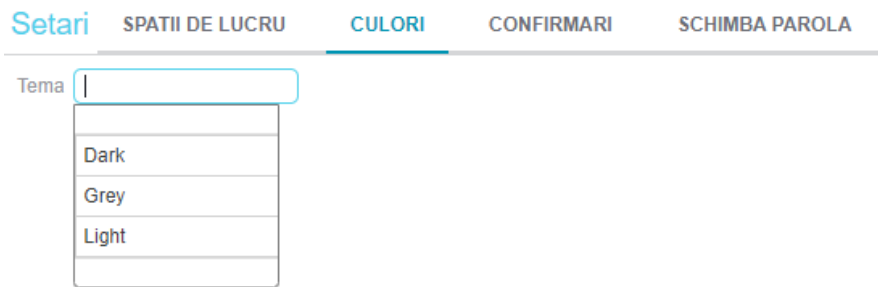 Setari SPATII DE LUCRU CULORI CONFIRMARI SCHIMBA PAROLA
Tema
Dark
Grey
Light